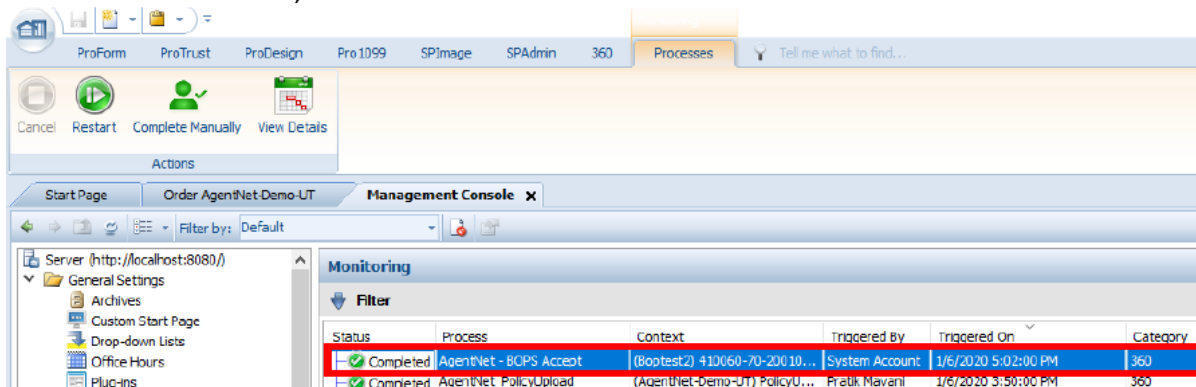 ProForm ProTrust ProDesign Pro1099 SPImage SPAdmin 360 Processes Tell me what to find...
Cancel Restart Complete Manually View Details
Actions
Start Page Order AgentNet-Demo-UT Management Console x
Filter by: Default
Server (http://localhost:8080/)
General Settings
Archives
Custom Start Page
Drop-down Lists
Office Hours
Plug-ins
Monitoring
Filter
Status Process Context Triggered By Triggered On Category
Completed AgentNet - BOPS Accept (Boptest2) 410060-70-20010... System Account 1/6/2020 5:02:00 PM 360
Completed AgentNet_PolicyUpload (AgentNet-Demo-UT) PolicyU... Pratik Mavani 1/6/2020 3:50:00 PM 360